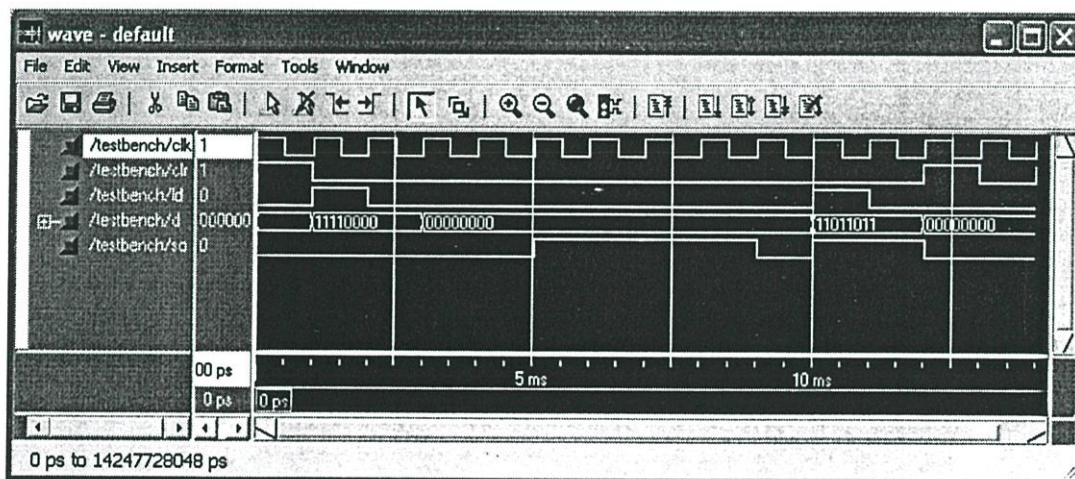 wave - default
File Edit View Insert Format Tools Window
/testbench/clk 1
/testbench/clr 1
/testbench/ld 0
/testbench/d 000000 11110000 00000000 11011011 00000000
/testbench/so 0
00 ps
5 ms 10 ms
0 ps 0 ps
0 ps to 14247728048 ps